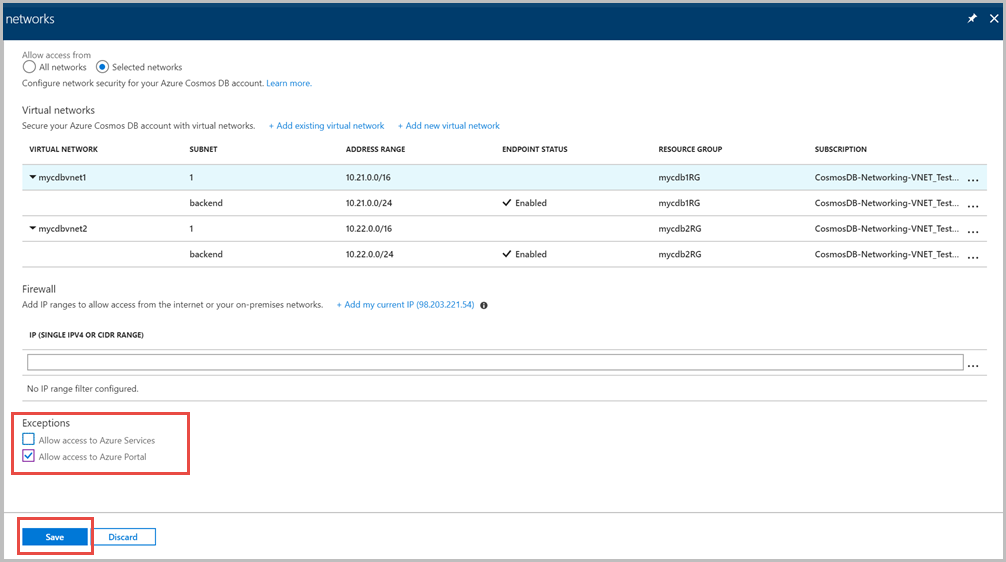 networks
Allow access from
All networks Selected networks
Configure network security for your Azure Cosmos DB account. Learn more.
Virtual networks
Secure your Azure Cosmos DB account with virtual networks. + Add existing virtual network + Add new virtual network
VIRTUAL NETWORK SUBNET ADDRESS RANGE ENDPOINT STATUS RESOURCE GROUP SUBSCRIPTION
mycdbvnet1 1 10.21.0.0/16 mycdb1RG CosmosDB-Networking-VNET_Test... ...
backend 10.21.0.0/24 Enabled mycdb1RG CosmosDB-Networking-VNET_Test... ...
mycdbvnet2 1 10.22.0.0/16 mycdb2RG CosmosDB-Networking-VNET_Test... ...
backend 10.22.0.0/24 Enabled mycdb2RG CosmosDB-Networking-VNET_Test... ...
Firewall
Add IP ranges to allow access from the internet or your on-premises networks. + Add my current IP (98.203.221.54)
IP (SINGLE IPV4 OR CIDR RANGE)
...
No IP range filter configured.
Exceptions
Allow access to Azure Services
Allow access to Azure Portal
Save Discard